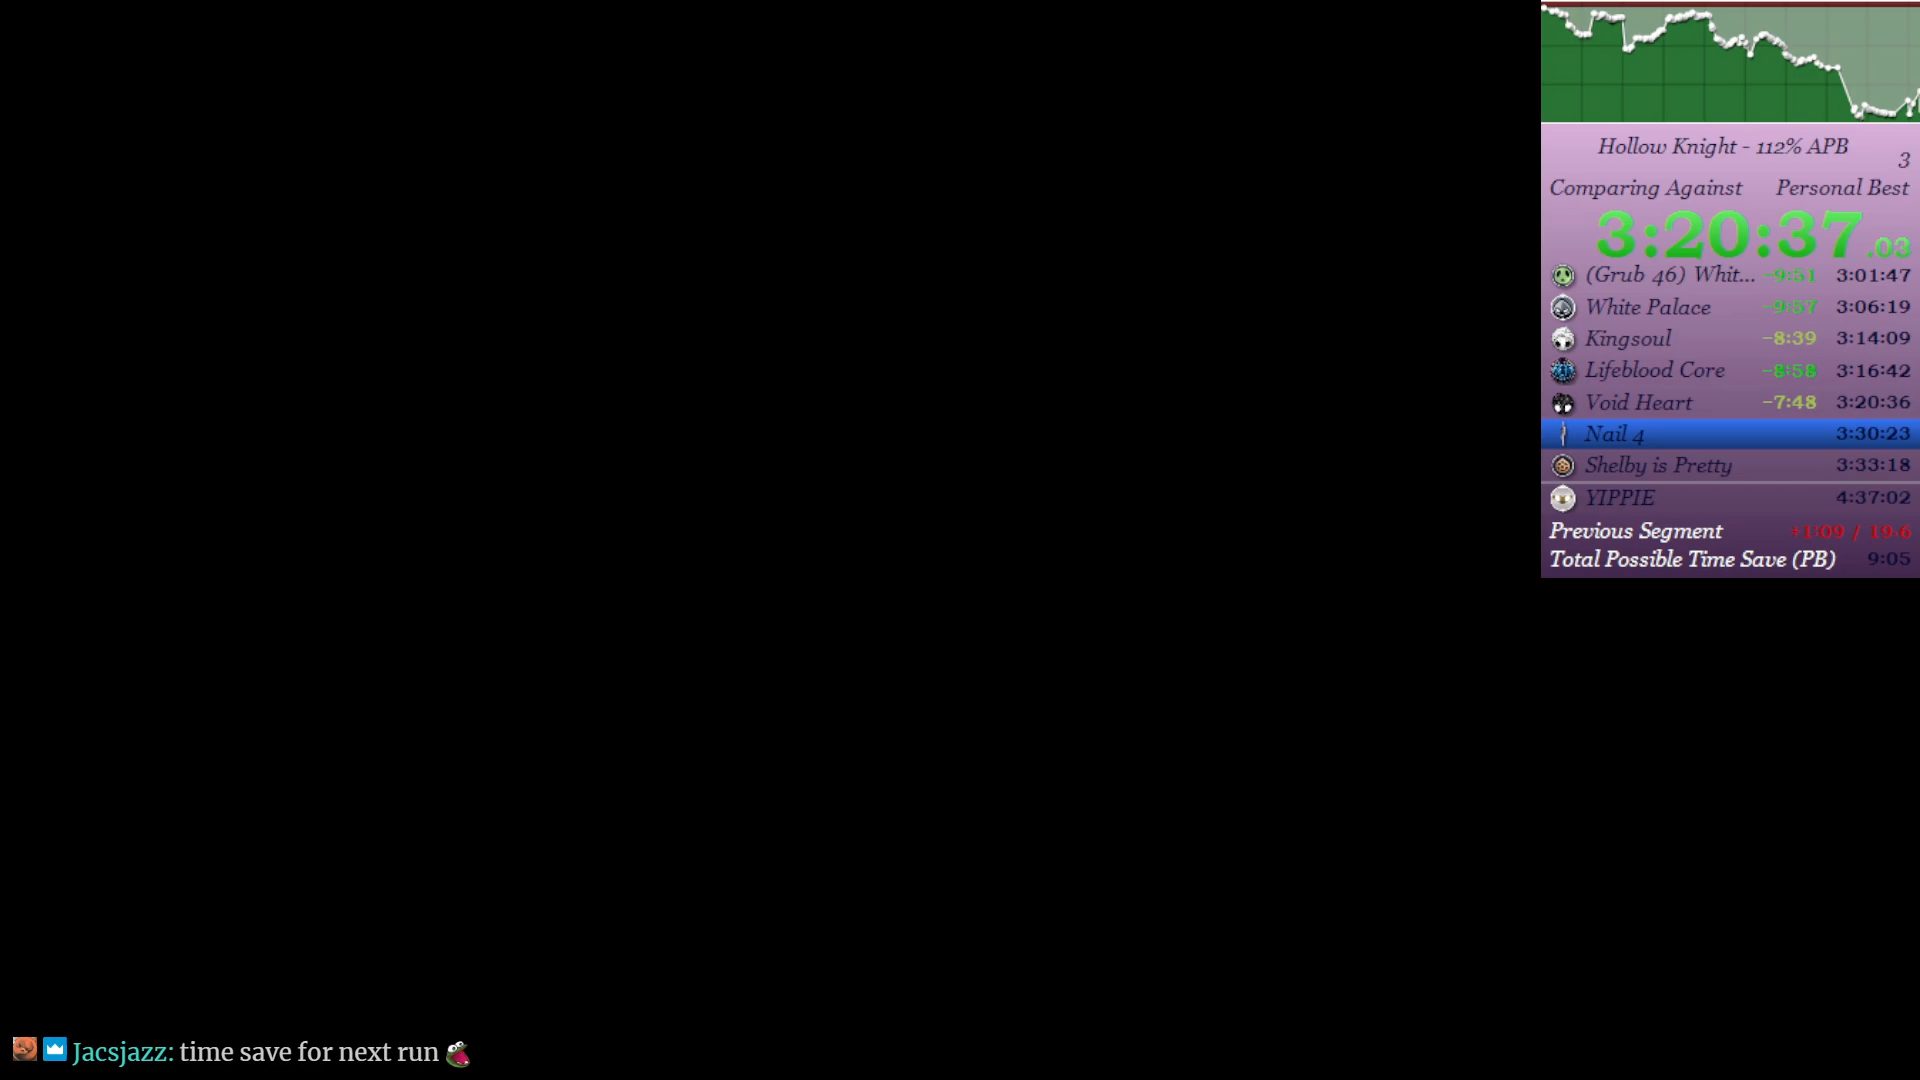 Hollow Knight - 112% APB
3
Comparing Against Personal Best
3:20:37.03
(Grub 46) Whit... -9:51 3:01:47
White Palace -9:57 3:06:19
Kingsoul -8:39 3:14:09
Lifeblood Core -8:58 3:16:42
Void Heart -7:48 3:20:36
Nail 4 3:30:23
Shelby is Pretty 3:33:18
YIPPIE 4:37:02
Previous Segment +1:09 / 19.6
Total Possible Time Save (PB) 9:05
Jacsjazz: time save for next run